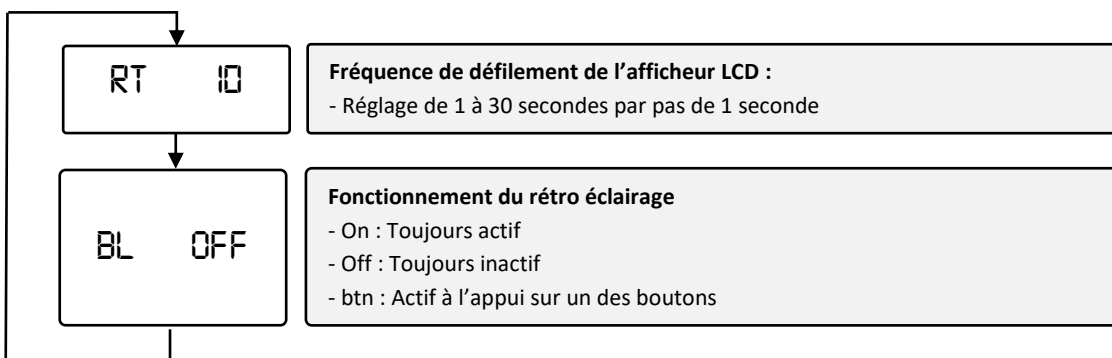 RT 10
Fréquence de défilement de l’afficheur LCD :
- Réglage de 1 à 30 secondes par pas de 1 seconde
BL OFF
Fonctionnement du rétro éclairage
- On : Toujours actif
- Off : Toujours inactif
- btn : Actif à l’appui sur un des boutons